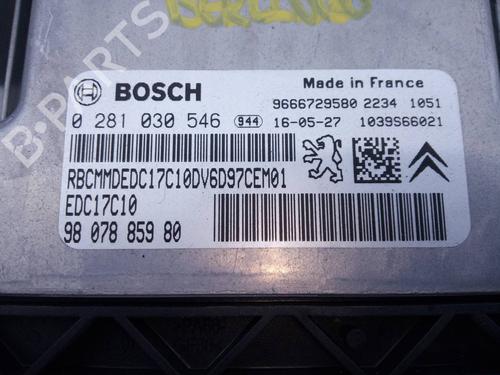 BERLINGO
B-PARTS
BOSCH
Made in France
9666729580 2234 1051
0 281 030 546 944 16-05-27 1039S66021
RBCMMDEDC17C10DV6D97CEM01
EDC17C10
98 078 859 80